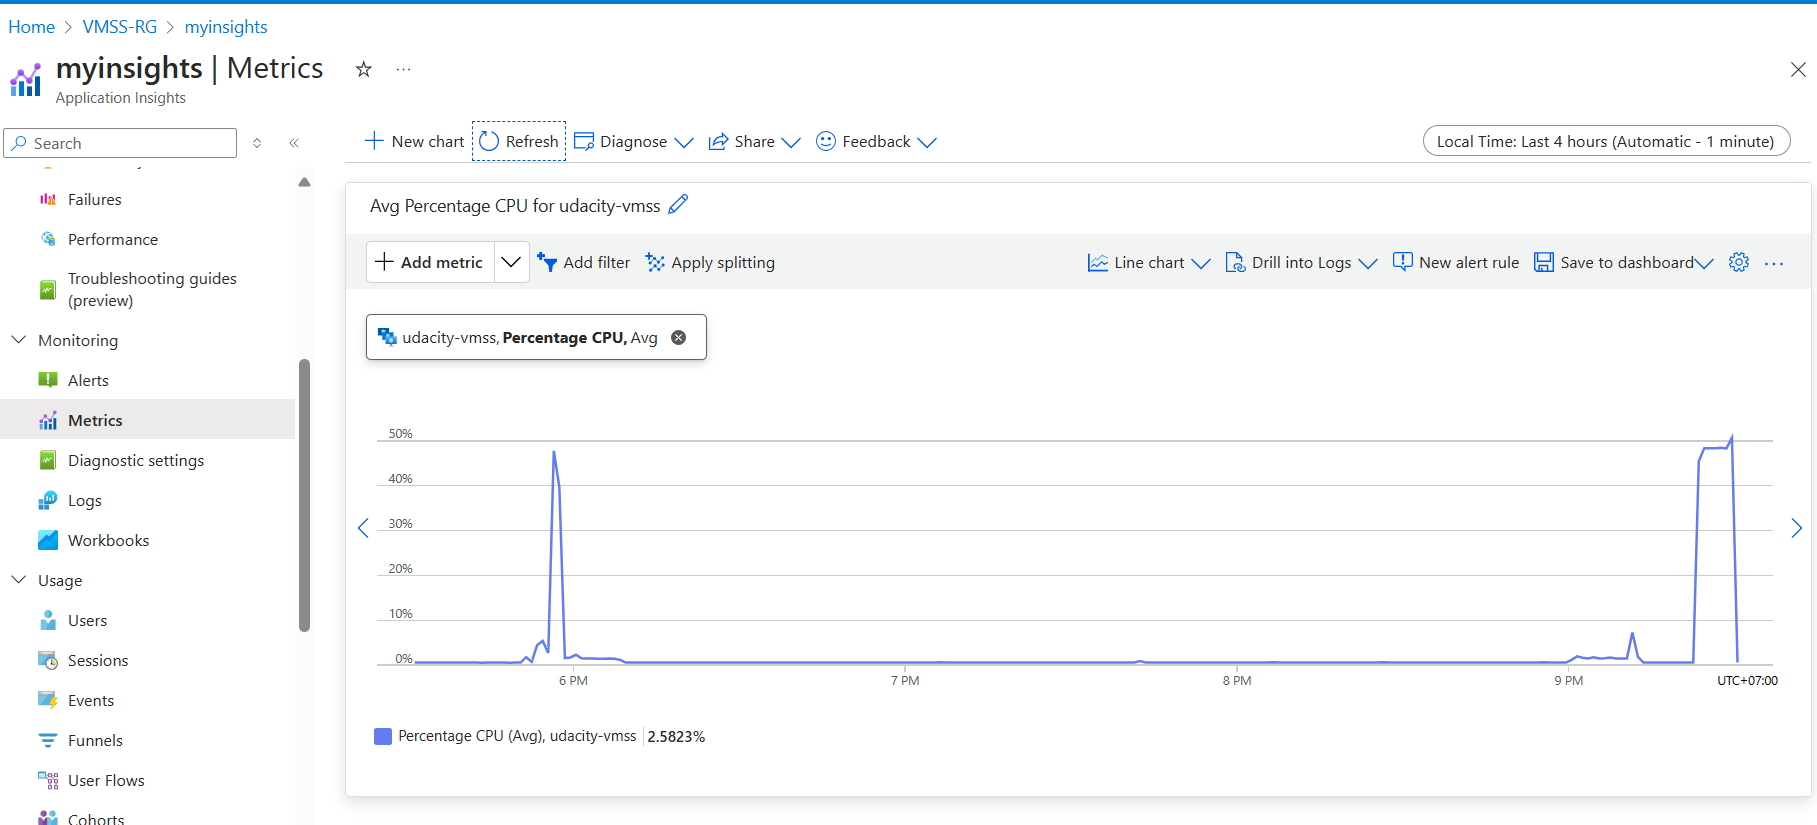 Home > VMSS-RG > myinsights
myinsights | Metrics
Application Insights
Search
New chart Refresh Diagnose Share Feedback
Local Time: Last 4 hours (Automatic - 1 minute)
Failures
Performance
Troubleshooting guides
(preview)
Monitoring
Alerts
Metrics
Diagnostic settings
Logs
Workbooks
Usage
Users
Sessions
Events
Funnels
User Flows
Cohorts
Avg Percentage CPU for udacity-vmss
Add metric Add filter Apply splitting
Line chart Drill into Logs New alert rule Save to dashboard
udacity-vmss, Percentage CPU, Avg
50%
40%
30%
20%
10%
0%
6 PM 7 PM 8 PM 9 PM UTC+07:00
Percentage CPU (Avg), udacity-vmss 2.5823%